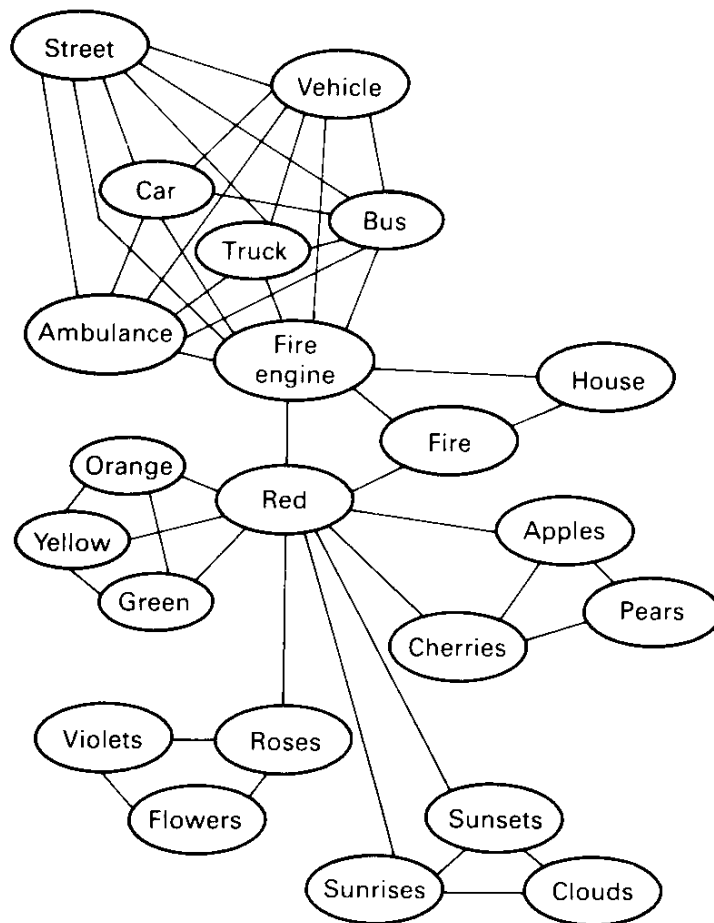 Street
Vehicle
Car
Bus
Truck
Ambulance
Fire
engine
House
Fire
Orange
Red
Yellow
Apples
Green
Pears
Cherries
Violets
Roses
Flowers
Sunsets
Sunrises
Clouds